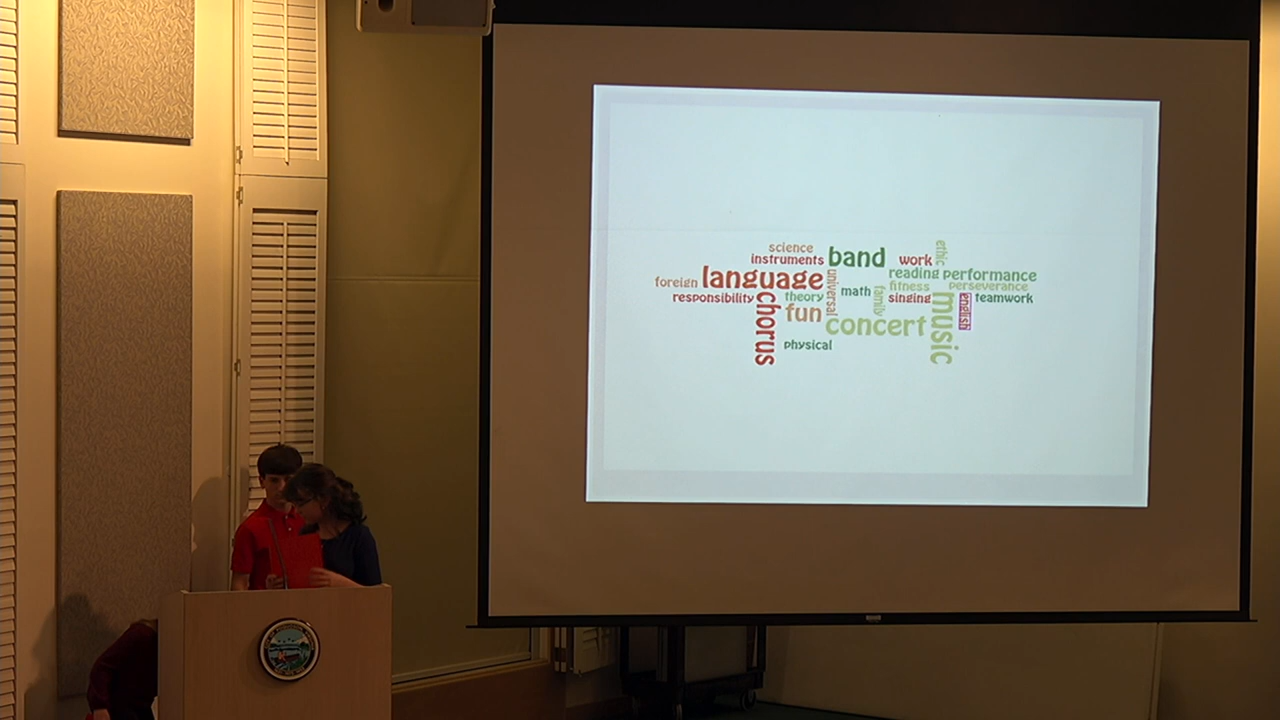 science
instruments
band
work
ethic
foreign
language
universal
math
family
reading
performance
fitness
perseverance
responsibility
theory
singing
teamwork
chorus
fun
concert
music
english
physical